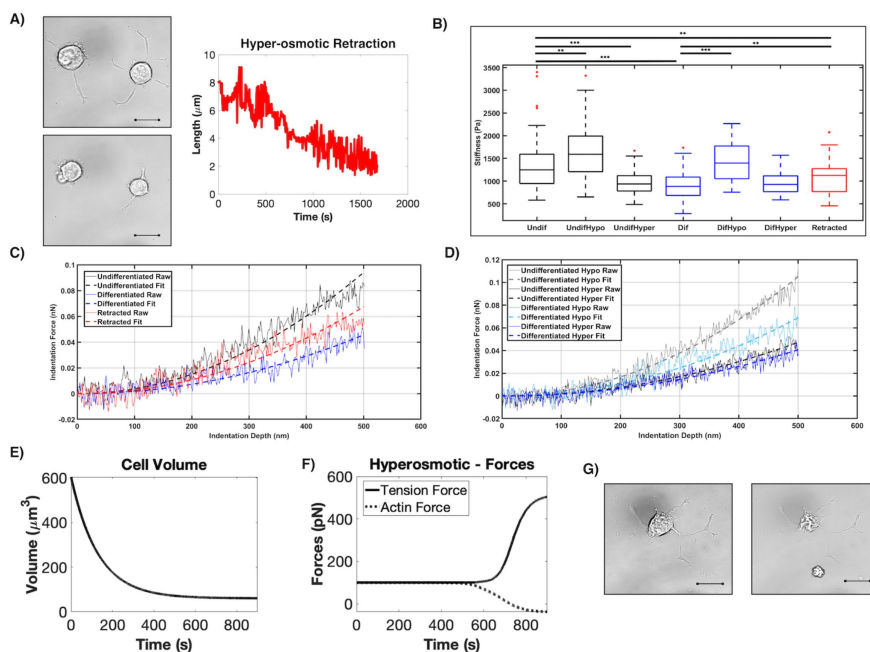 A)
Hyper-osmotic Retraction
10
8
6
4
2
0
Length (μm)
0
500
1000
1500
2000
Time (s)
B)
**
***
**
**
***
***
3500
3000
2500
2000
1500
1000
500
Stiffness (Pa)
Undif
UndifHypo
UndifHyper
Dif
DifHypo
DifHyper
Retracted
C)
0.1
0.08
0.06
0.04
0.02
0
-0.02
Indentation Force (nN)
Undifferentiated Raw
Undifferentiated Fit
Differentiated Raw
Differentiated Fit
Retracted Raw
Retracted Fit
0
100
200
300
400
500
600
Indentation Depth (nm)
D)
0.12
0.1
0.08
0.06
0.04
0.02
0
-0.02
Indentation Force (nN)
Undifferentiated Hypo Raw
Undifferentiated Hypo Fit
Undifferentiated Hyper Raw
Undifferentiated Hyper Fit
Differentiated Hypo Raw
Differentiated Hypo Fit
Differentiated Hyper Raw
Differentiated Hyper Fit
0
100
200
300
400
500
600
Indentation Depth (nm)
E)
Cell Volume
600
400
200
0
Volume (μm³)
0
200
400
600
800
Time (s)
F)
Hyperosmotic - Forces
600
400
200
0
Forces (pN)
Tension Force
Actin Force
0
200
400
600
800
Time (s)
G)